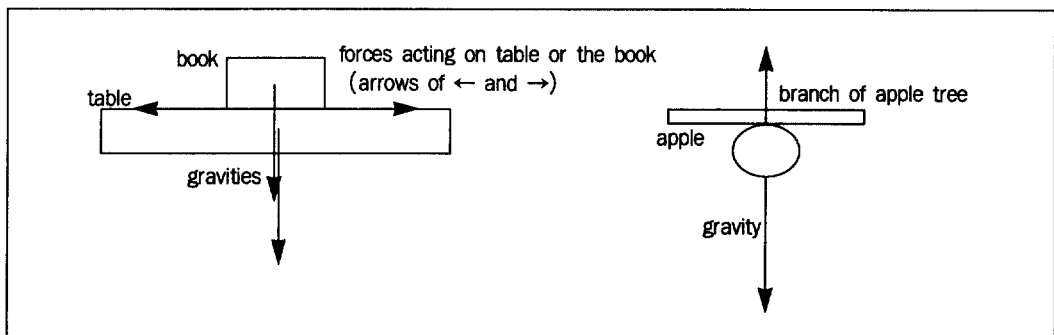 book
forces acting on table or the book
(arrows of ← and →)
table
gravities
branch of apple tree
apple
gravity